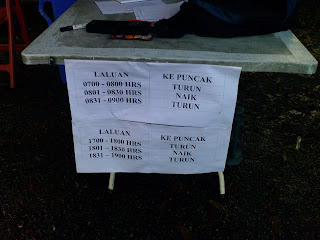 LALUAN KE PUNCAK
0700 - 0800 HRS TURUN
0801 - 0830 HRS NAIK
0831 - 0900 HRS TURUN
LALUAN KE PUNCAK
1700 - 1800 HRS TURUN
1801 - 1830 HRS NAIK
1831 - 1900 HRS TURUN